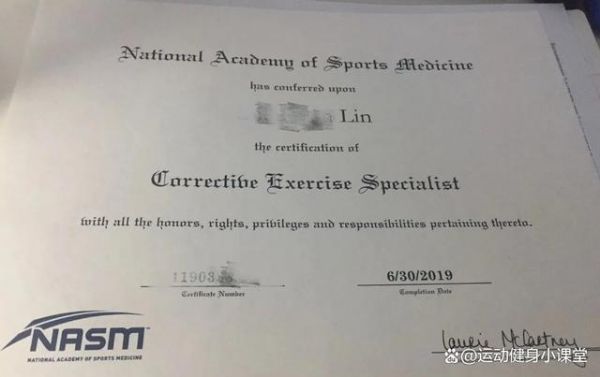 National Academy of Sports Medicine
has conferred upon
Lin
the certification of
Corrective Exercise Specialist
with all the honors, rights, privileges and responsibilities pertaining thereto.
6/30/2019
Certificate Number
Completion Date
NASM
NATIONAL ACADEMY OF SPORTS MEDICINE
Laurie McCartney
@运动健身小课堂